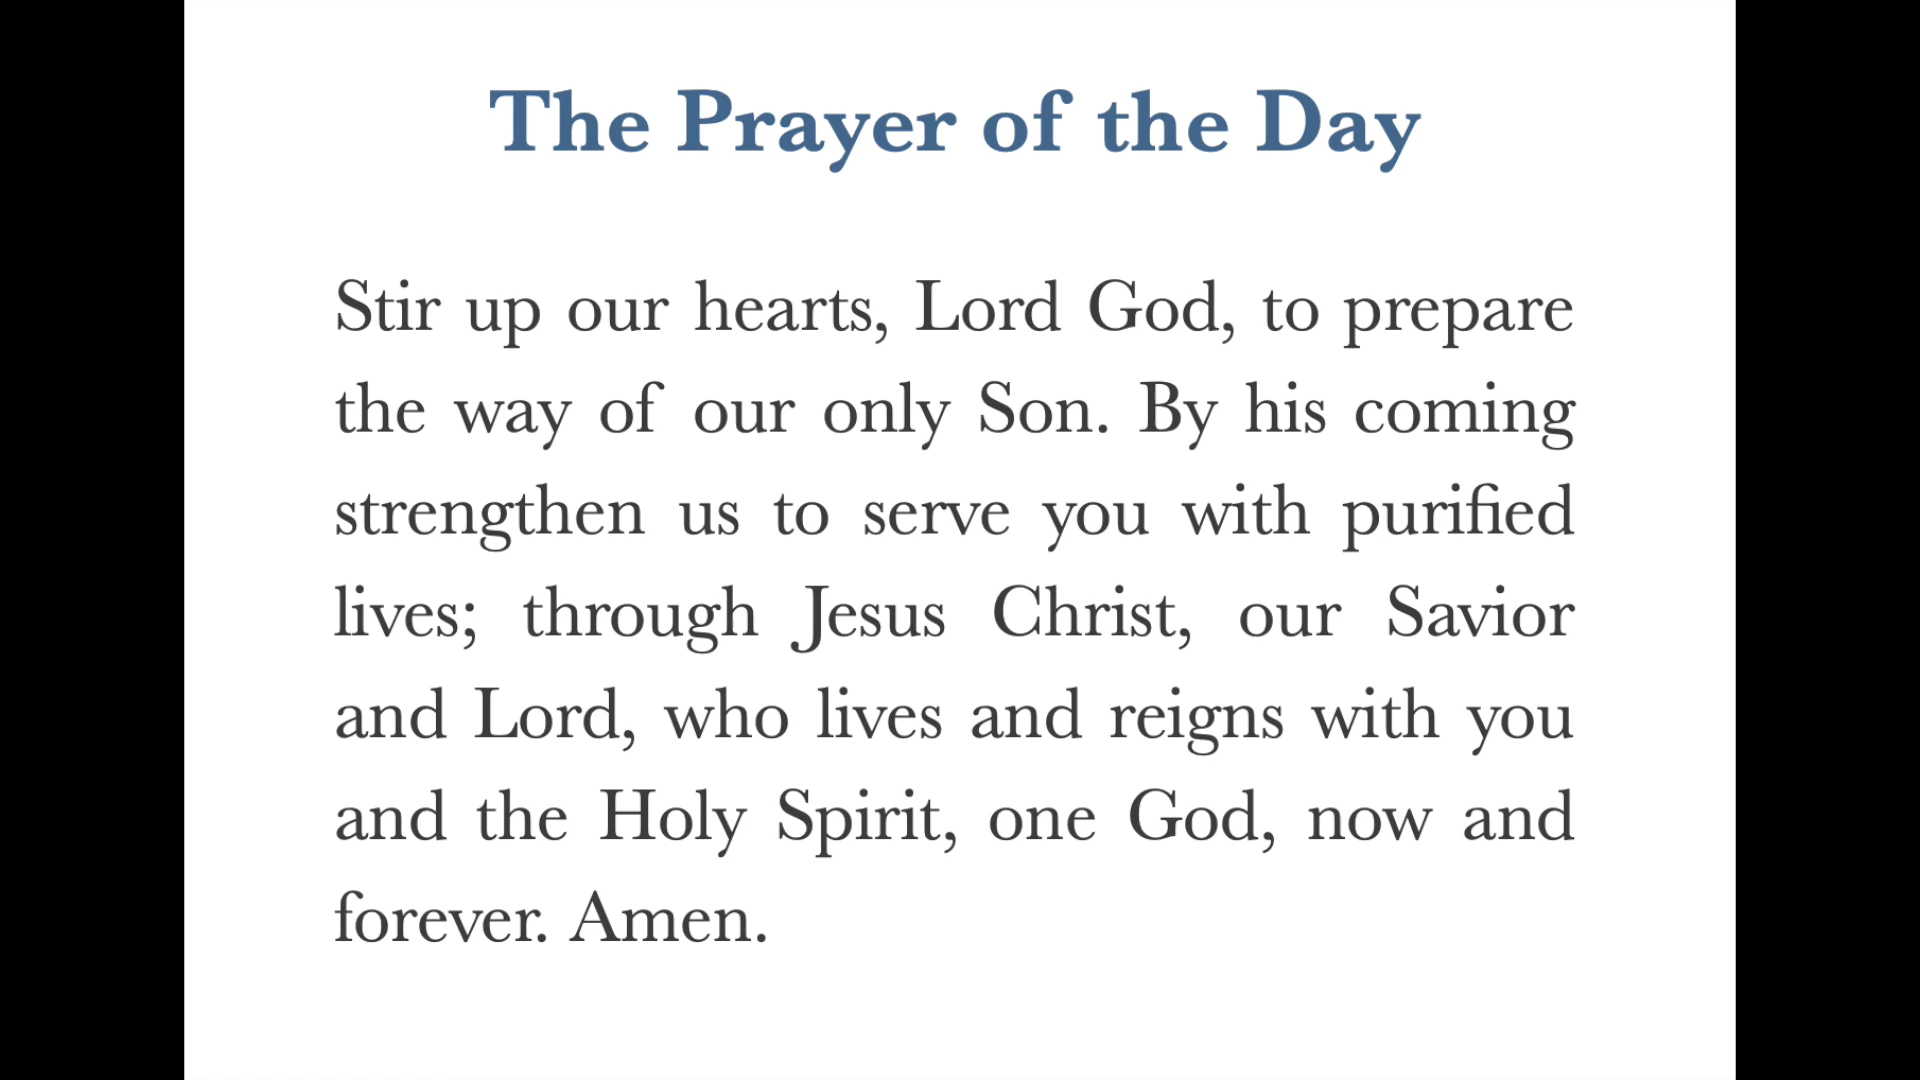 The Prayer of the Day
Stir up our hearts, Lord God, to prepare
the way of our only Son. By his coming
strengthen us to serve you with purified
lives; through Jesus Christ, our Savior
and Lord, who lives and reigns with you
and the Holy Spirit, one God, now and
forever. Amen.